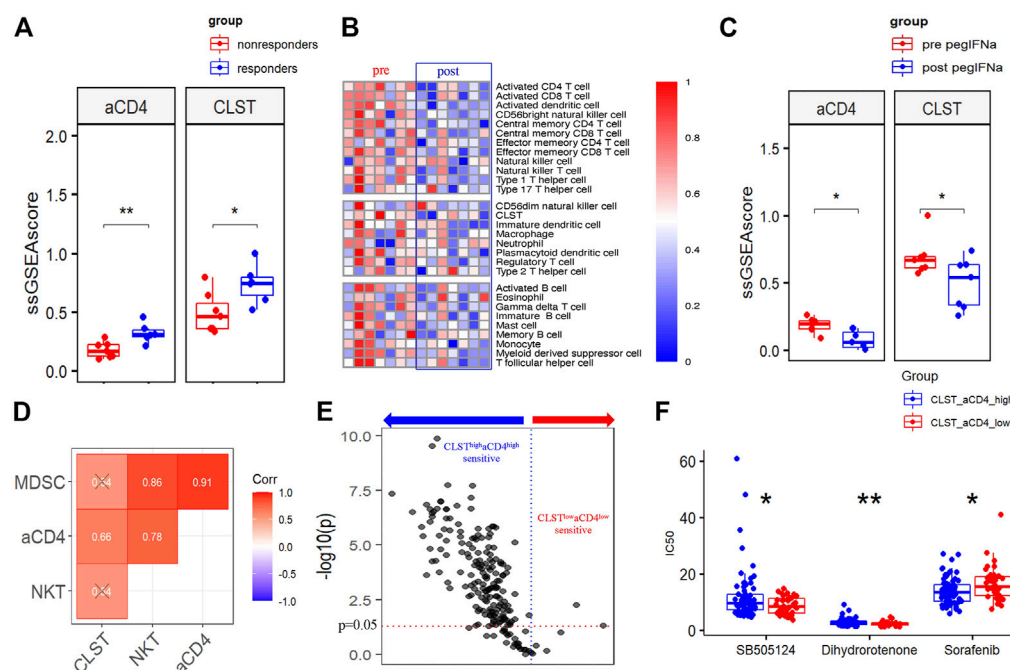 A
group
nonresponders
responders
aCD4
CLST
ssGSEAscore
2.0
1.5
1.0
0.5
0.0
**
*
B
pre
post
Activated CD4 T cell
Activated CD8 T cell
Activated dendritic cell
CD56bright natural killer cell
Central memory CD4 T cell
Central memory CD8 T cell
Effector memeory CD4 T cell
Effector memeory CD8 T cell
Natural killer cell
Natural killer T cell
Type 1 T helper cell
Type 17 T helper cell
CD56dim natural killer cell
CLST
Immature dendritic cell
Macrophage
Neutrophil
Plasmacytoid dendritic cell
Regulatory T cell
Type 2 T helper cell
Activated B cell
Eosinophil
Gamma delta T cell
Immature B cell
Mast cell
Memory B cell
Monocyte
Myeloid derived suppressor cell
T follicular helper cell
1
0.8
0.6
0.4
0.2
0
C
group
pre pegIFNa
post pegIFNa
aCD4
CLST
ssGSEAscore
1.5
1.0
0.5
0.0
*
*
D
MDSC
aCD4
NKT
0.86
0.91
0.66
0.78
CLST
NKT
aCD4
Corr
1.0
0.5
0.0
-0.5
-1.0
E
-log10(p)
10.0
7.5
5.0
2.5
p=0.05
0.0
CLSThighaCD4high
sensitive
CLSTlowaCD4low
sensitive
F
Group
CLST_aCD4_high
CLST_aCD4_low
IC50
60
40
20
0
*
**
*
SB505124
Dihydrorotenone
Sorafenib